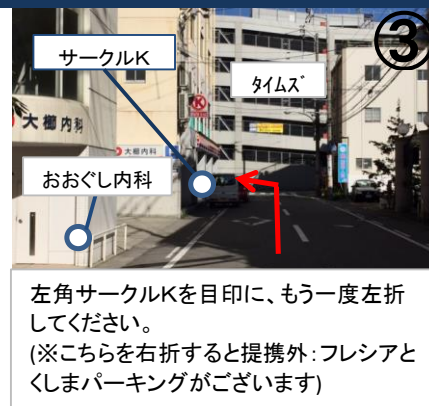 ③
サークルK
タイムズ
大櫛内科
K
大櫛内科
おおぐし内科
左角サークルKを目印に、もう一度左折
してください。
(※こちらを右折すると提携外：フレシアと
くしまパーキングがございます)